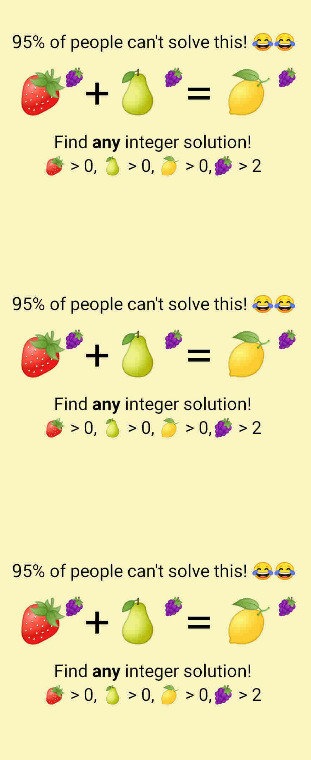 95% of people can't solve this! 😂😂
🍓^🍇 + 🍐^🍇 = 🍋^🍇
Find any integer solution!
🍓 > 0, 🍐 > 0, 🍋 > 0, 🍇 > 2
95% of people can't solve this! 😂😂
🍓^🍇 + 🍐^🍇 = 🍋^🍇
Find any integer solution!
🍓 > 0, 🍐 > 0, 🍋 > 0, 🍇 > 2
95% of people can't solve this! 😂😂
🍓^🍇 + 🍐^🍇 = 🍋^🍇
Find any integer solution!
🍓 > 0, 🍐 > 0, 🍋 > 0, 🍇 > 2